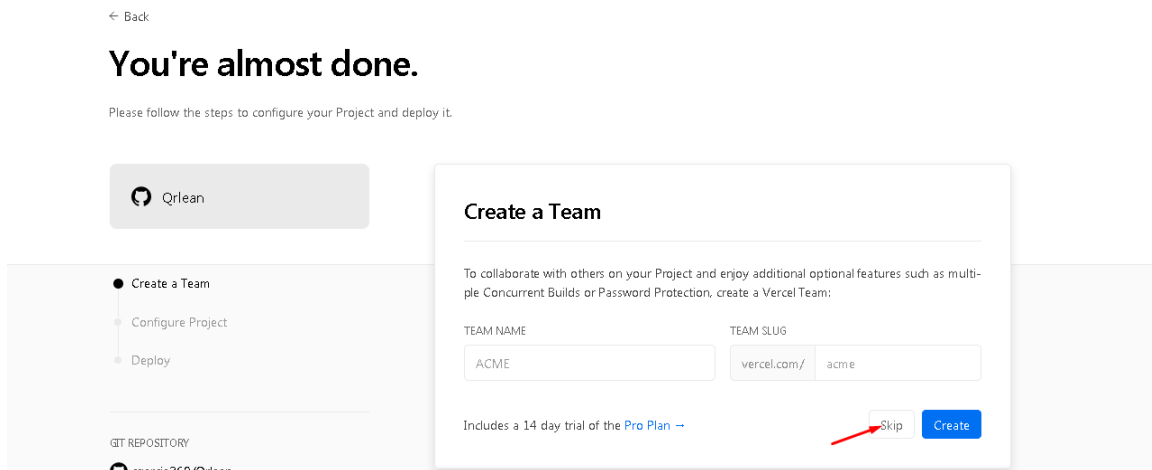 ← Back
You're almost done.
Please follow the steps to configure your Project and deploy it.
Qrlean
Create a Team
Configure Project
Deploy
GIT REPOSITORY
Create a Team
To collaborate with others on your Project and enjoy additional optional features such as multi-
ple Concurrent Builds or Password Protection, create a Vercel Team:
TEAM NAME
TEAM SLUG
ACME
vercel.com/ acme
Includes a 14 day trial of the Pro Plan →
Skip
Create